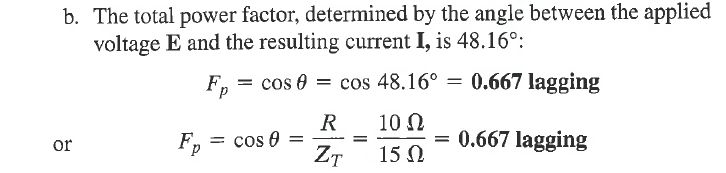 b. The total power factor, determined by the angle between the applied
voltage E and the resulting current I, is 48.16°:
F_p = cos θ = cos 48.16° = 0.667 lagging
or F_p = cos θ = R/Z_T = 10 Ω/15 Ω = 0.667 lagging